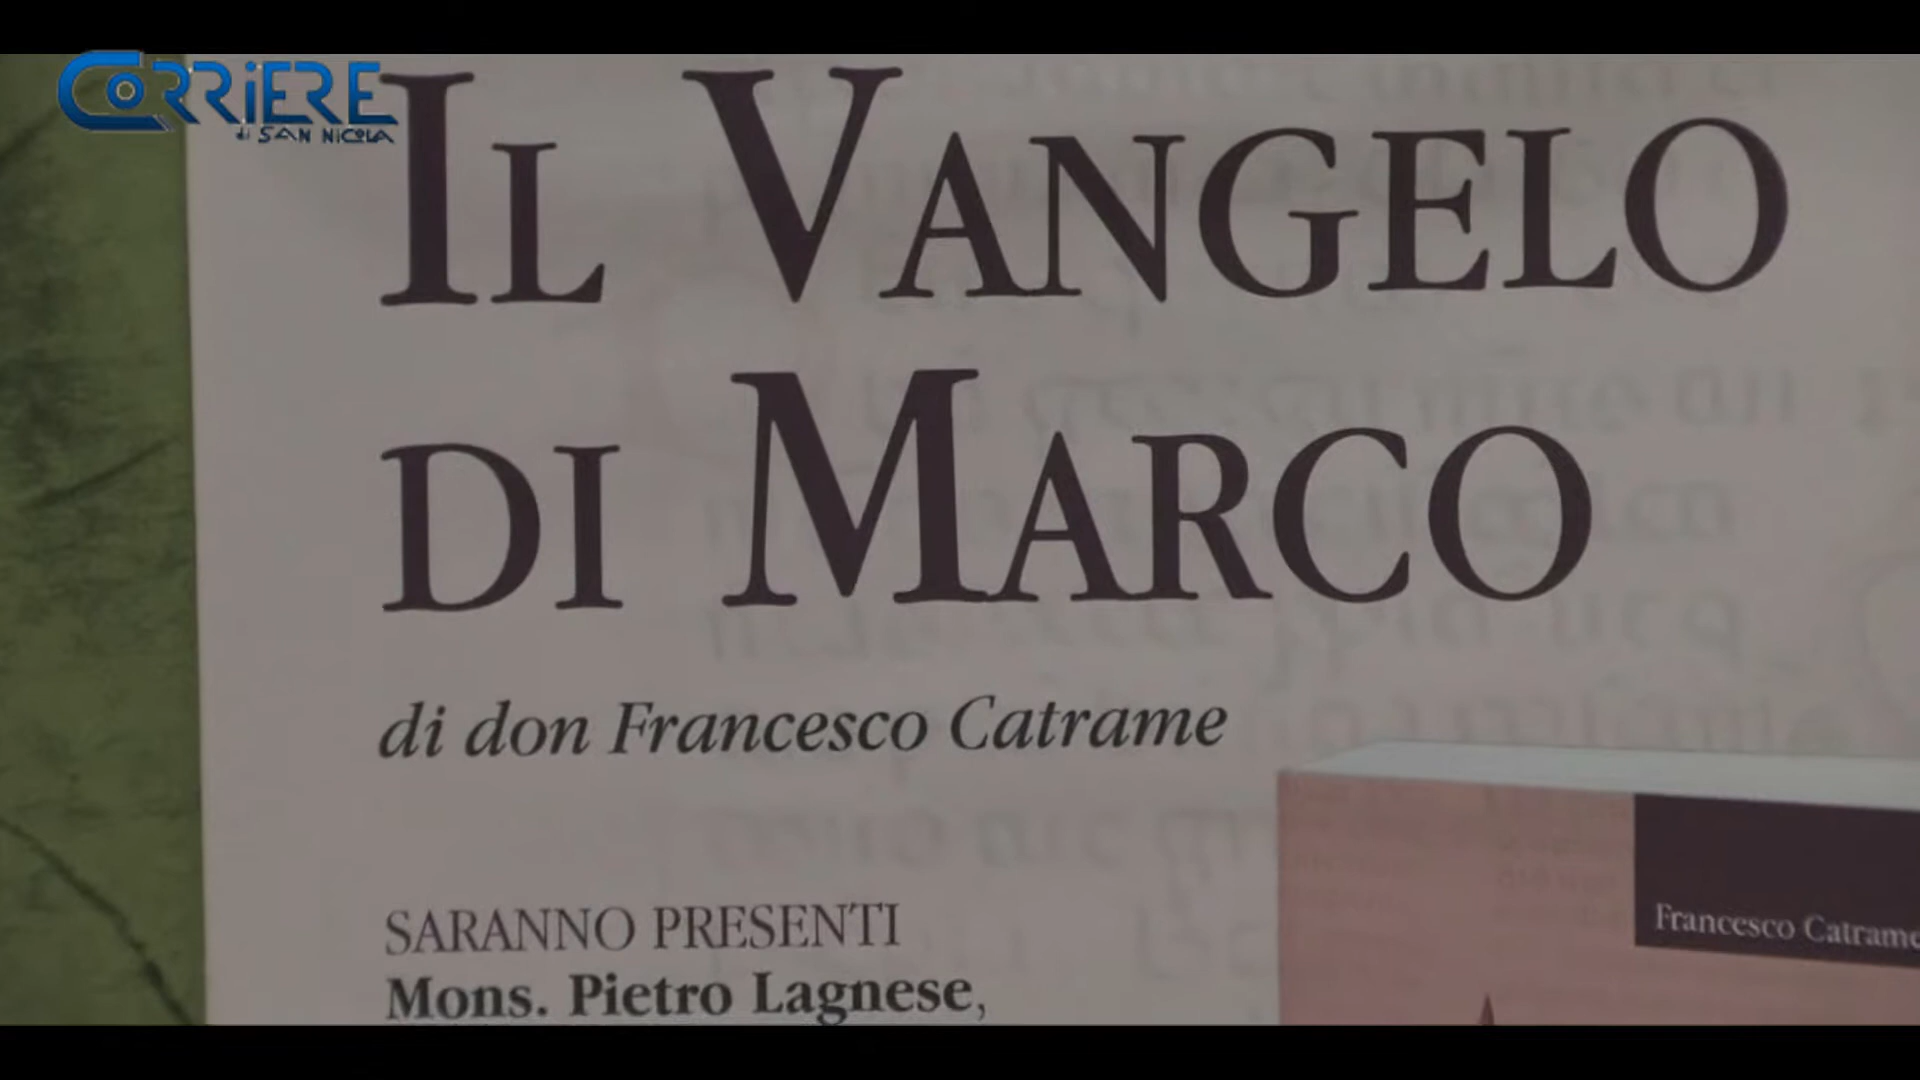 CORRiERE
di SAN NiCOLA
IL VANGELO
DI MARCO
di don Francesco Catrame
Francesco Catrame
SARANNO PRESENTI
Mons. Pietro Lagnese,